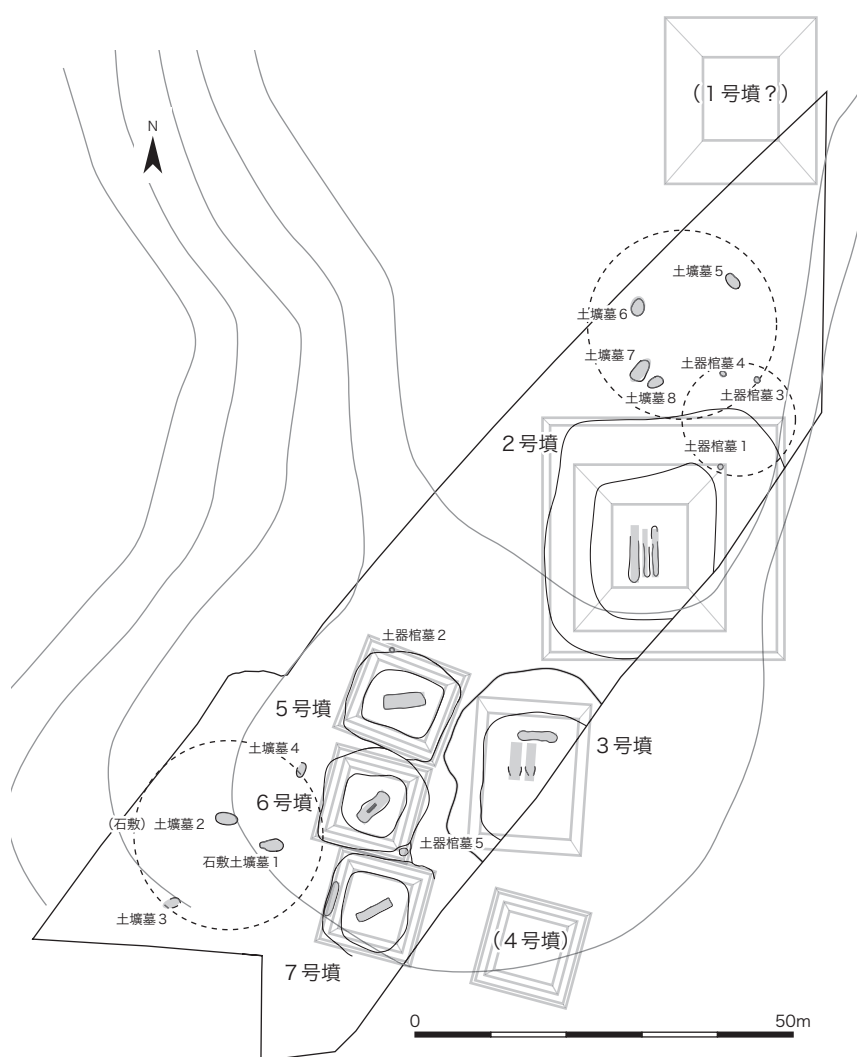 （１号墳？）
N
土壙墓５
土壙墓６
土壙墓７
土器棺墓４
土壙墓８
土器棺墓３
２号墳
土器棺墓１
土器棺墓２
５号墳
３号墳
土壙墓４
６号墳
（石敷）土壙墓２
石敷土壙墓１
土器棺墓５
土壙墓３
（４号墳）
７号墳
0
50m